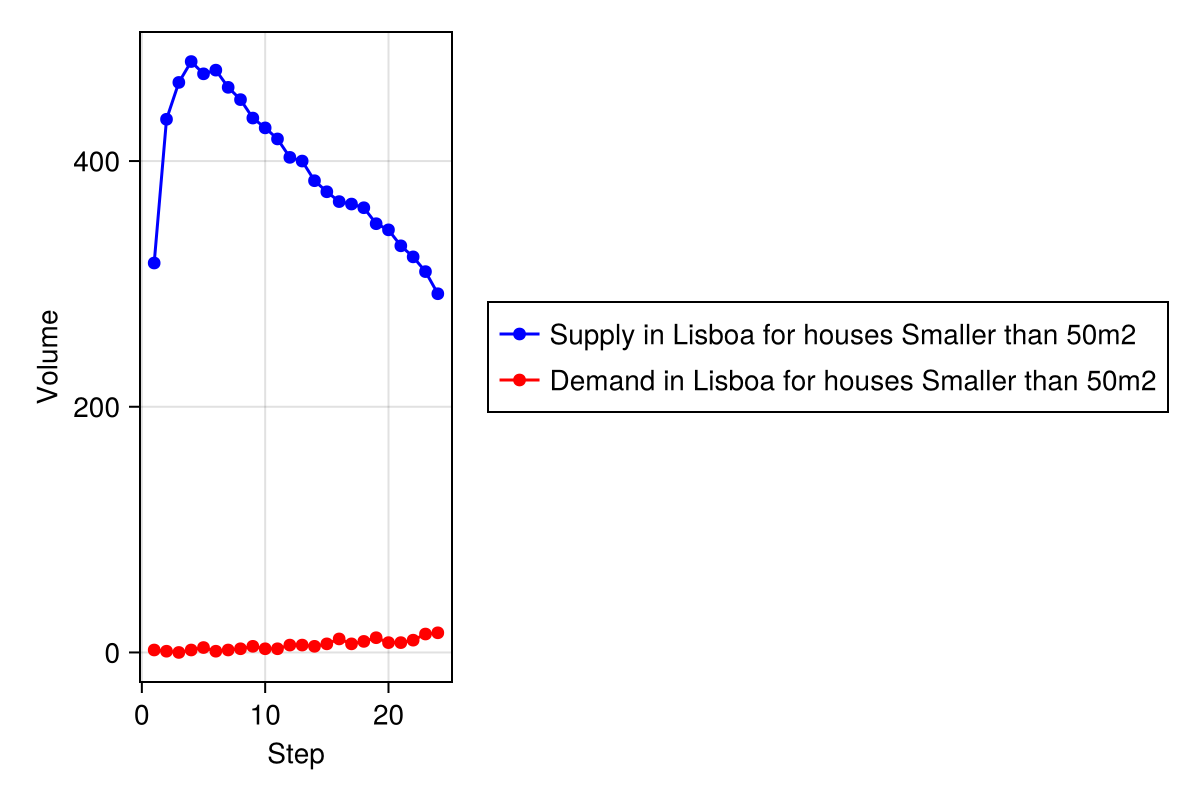 400
200
0
Volume
0 10 20
Step
Supply in Lisboa for houses Smaller than 50m2
Demand in Lisboa for houses Smaller than 50m2